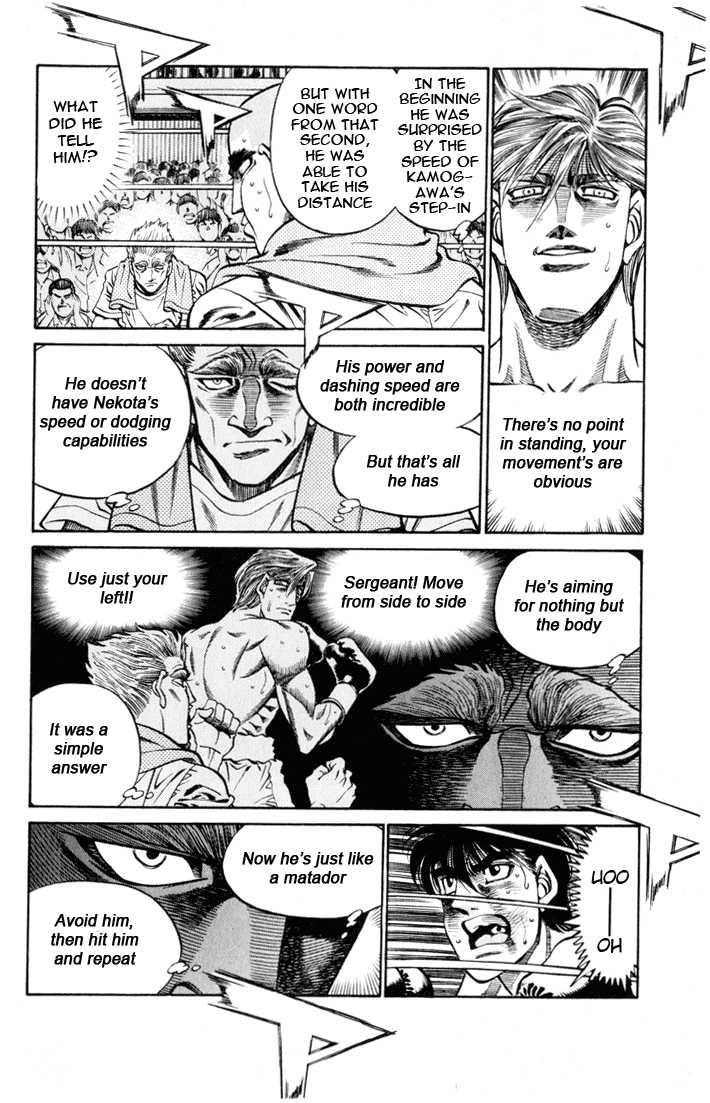 IN THE
BEGINNING
HE WAS
SURPRISED
BY THE
SPEED OF
KAMOG-
AWA'S
STEP-IN
BUT WITH
ONE WORD
FROM THAT
SECOND,
HE WAS
ABLE TO
TAKE HIS
DISTANCE
WHAT
DID HE
TELL
HIM!?
There's no point
in standing, your
movement's are
obvious
His power and
dashing speed are
both incredible
But that's all
he has
He doesn't
have Nekota's
speed or dodging
capabilities
He's aiming
for nothing but
the body
Sergeant! Move
from side to side
Use just your
left!!
It was a
simple
answer
Now he's just like
a matador
Avoid him,
then hit him
and repeat
UOO
OH